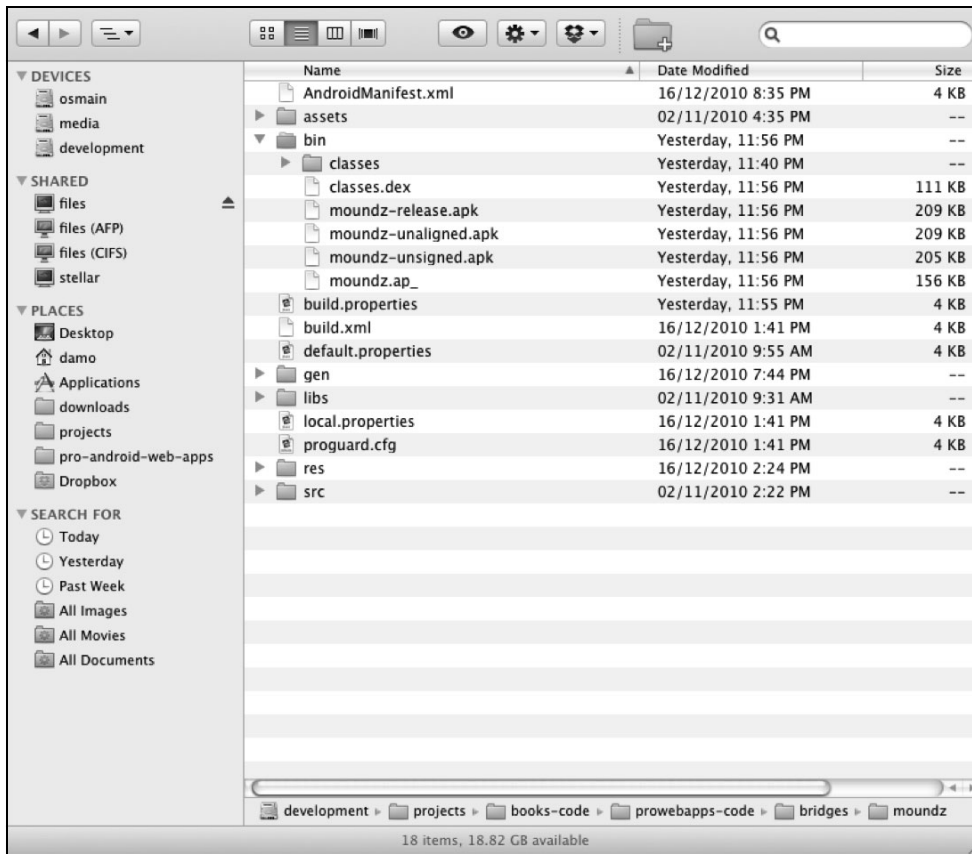 Name Date Modified Size
DEVICES
osmain
media
development
SHARED
files
files (AFP)
files (CIFS)
stellar
PLACES
Desktop
damo
Applications
downloads
projects
pro-android-web-apps
Dropbox
SEARCH FOR
Today
Yesterday
Past Week
All Images
All Movies
All Documents
AndroidManifest.xml 16/12/2010 8:35 PM 4 KB
assets 02/11/2010 4:35 PM --
bin Yesterday, 11:56 PM --
classes Yesterday, 11:40 PM --
classes.dex Yesterday, 11:56 PM 111 KB
moundz-release.apk Yesterday, 11:56 PM 209 KB
moundz-unaligned.apk Yesterday, 11:56 PM 209 KB
moundz-unsigned.apk Yesterday, 11:56 PM 205 KB
moundz.ap_ Yesterday, 11:56 PM 156 KB
build.properties Yesterday, 11:55 PM 4 KB
build.xml 16/12/2010 1:41 PM 4 KB
default.properties 02/11/2010 9:55 AM 4 KB
gen 16/12/2010 7:44 PM --
libs 02/11/2010 9:31 AM --
local.properties 16/12/2010 1:41 PM 4 KB
proguard.cfg 16/12/2010 1:41 PM 4 KB
res 16/12/2010 2:24 PM --
src 02/11/2010 2:22 PM --
development projects books-code prowebapps-code bridges moundz
18 items, 18.82 GB available